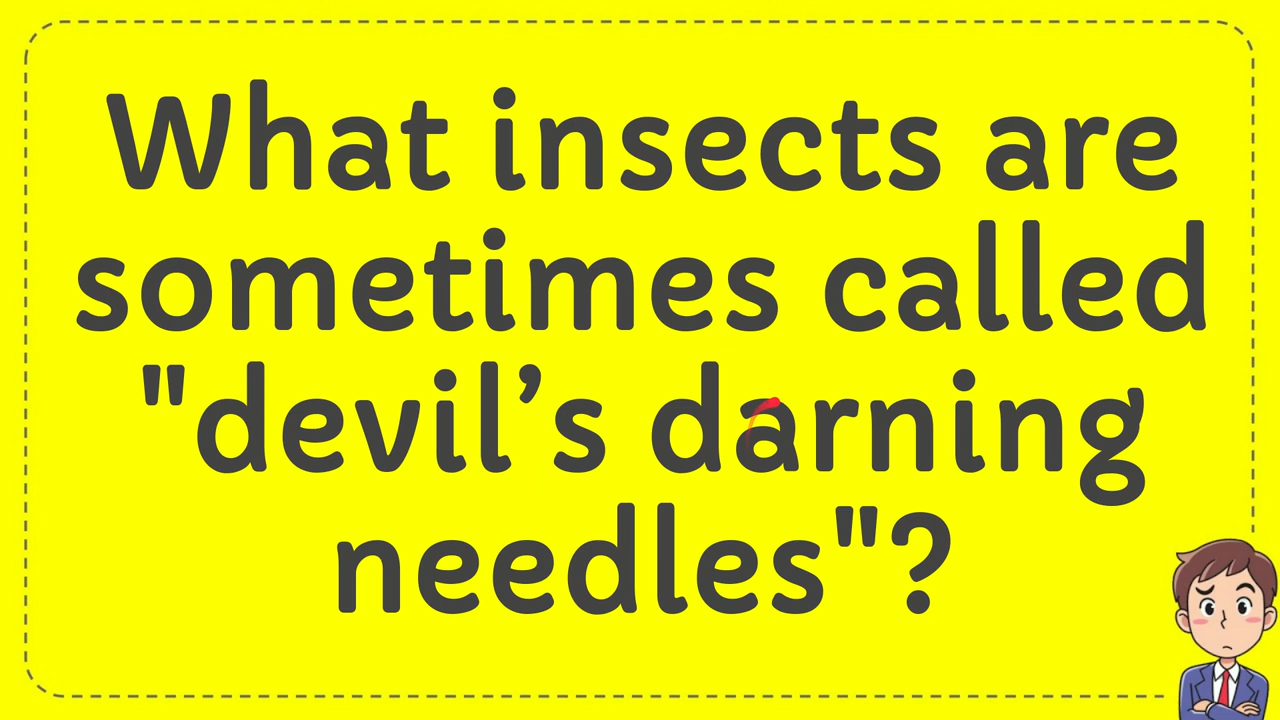 What insects are
sometimes called
"devil’s darning
needles"?